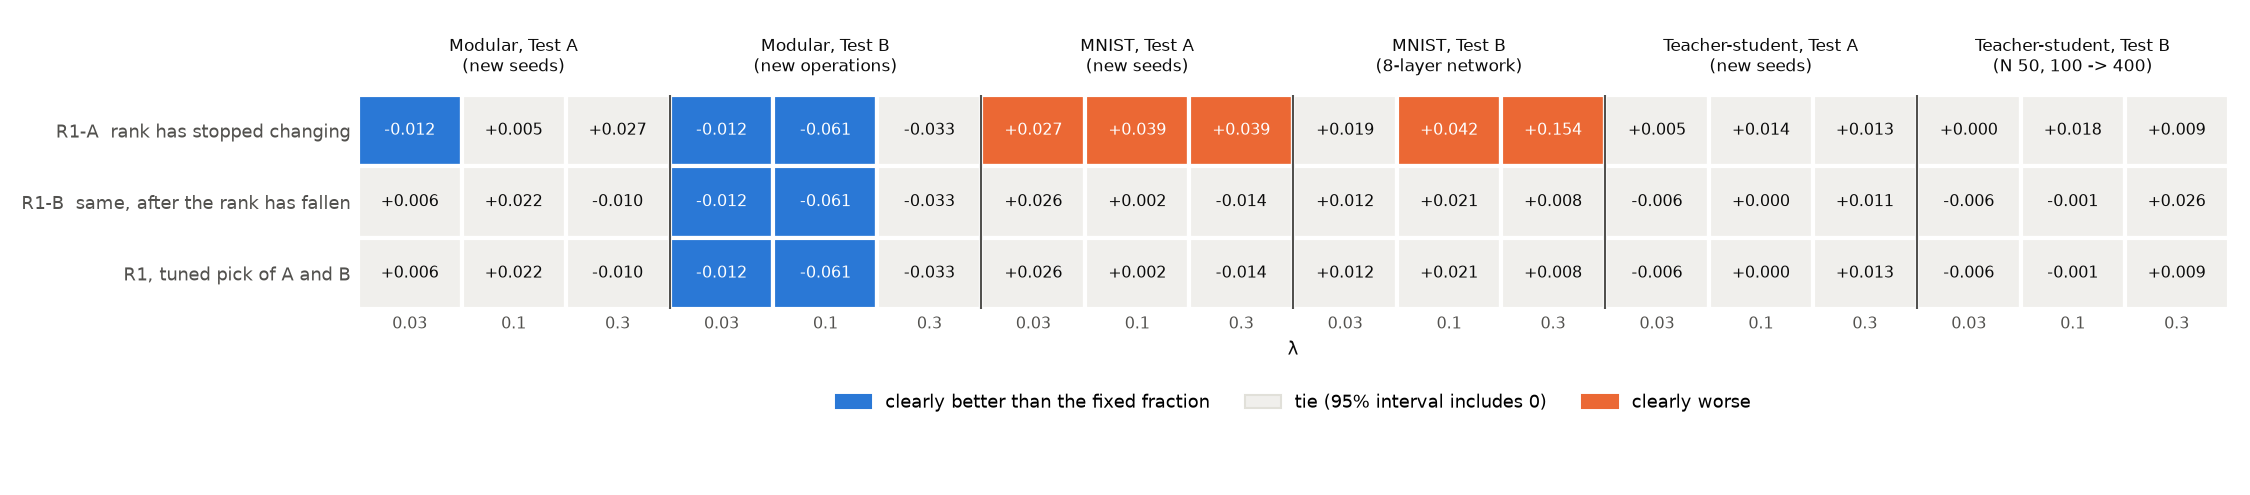 Modular, Test A Modular, Test B MNIST, Test A MNIST, Test B Teacher-student, Test A Teacher-student, Test B
(new seeds) (new operations) (new seeds) (8-layer network) (new seeds) (N 50, 100 -> 400)
R1-A rank has stopped changing -0.012 +0.005 +0.027 -0.012 -0.061 -0.033 +0.027 +0.039 +0.039 +0.019 +0.042 +0.154 +0.005 +0.014 +0.013 +0.000 +0.018 +0.009
R1-B same, after the rank has fallen +0.006 +0.022 -0.010 -0.012 -0.061 -0.033 +0.026 +0.002 -0.014 +0.012 +0.021 +0.008 -0.006 +0.000 +0.011 -0.006 -0.001 +0.026
R1, tuned pick of A and B +0.006 +0.022 -0.010 -0.012 -0.061 -0.033 +0.026 +0.002 -0.014 +0.012 +0.021 +0.008 -0.006 +0.000 +0.013 -0.006 -0.001 +0.009
0.03 0.1 0.3 0.03 0.1 0.3 0.03 0.1 0.3 0.03 0.1 0.3 0.03 0.1 0.3 0.03 0.1 0.3
λ
clearly better than the fixed fraction tie (95% interval includes 0) clearly worse